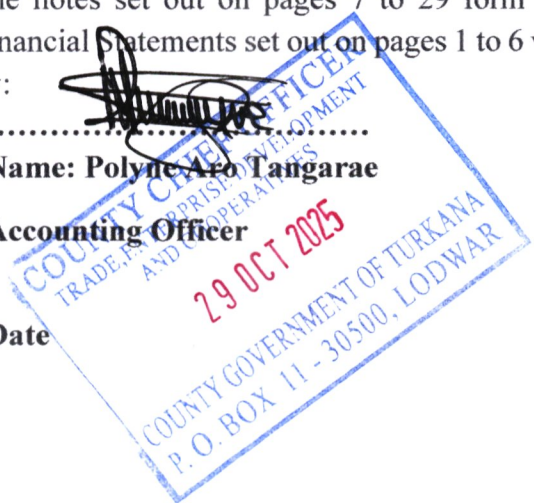 ne notes set out on pages 7 to 29 form
inancial Statements set out on pages 1 to 6
:
Name: Polyne Aro Tangarae
Accounting Officer
Date
COUNTY CHIEF OFFICER
TRADE, ENTERPRISE DEVELOPMENT
AND COOPERATIVES
29 OCT 2025
COUNTY GOVERNMENT OF TURKANA
P. O. BOX 11 - 30500, LODWAR